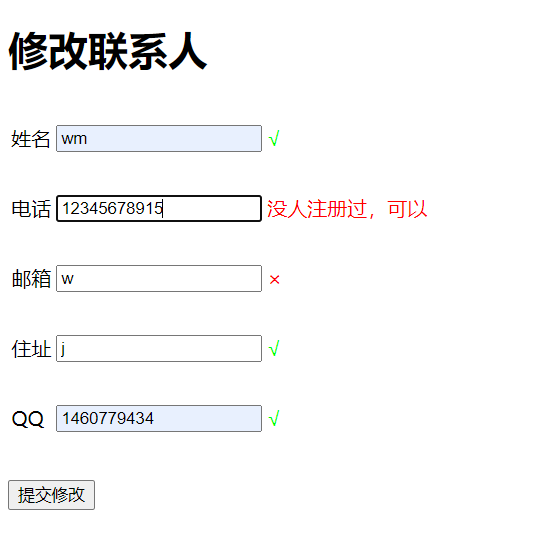 修改联系人
姓名 wm √
电话 12345678915 没人注册过，可以
邮箱 w ×
住址 j √
QQ 1460779434 √
提交修改